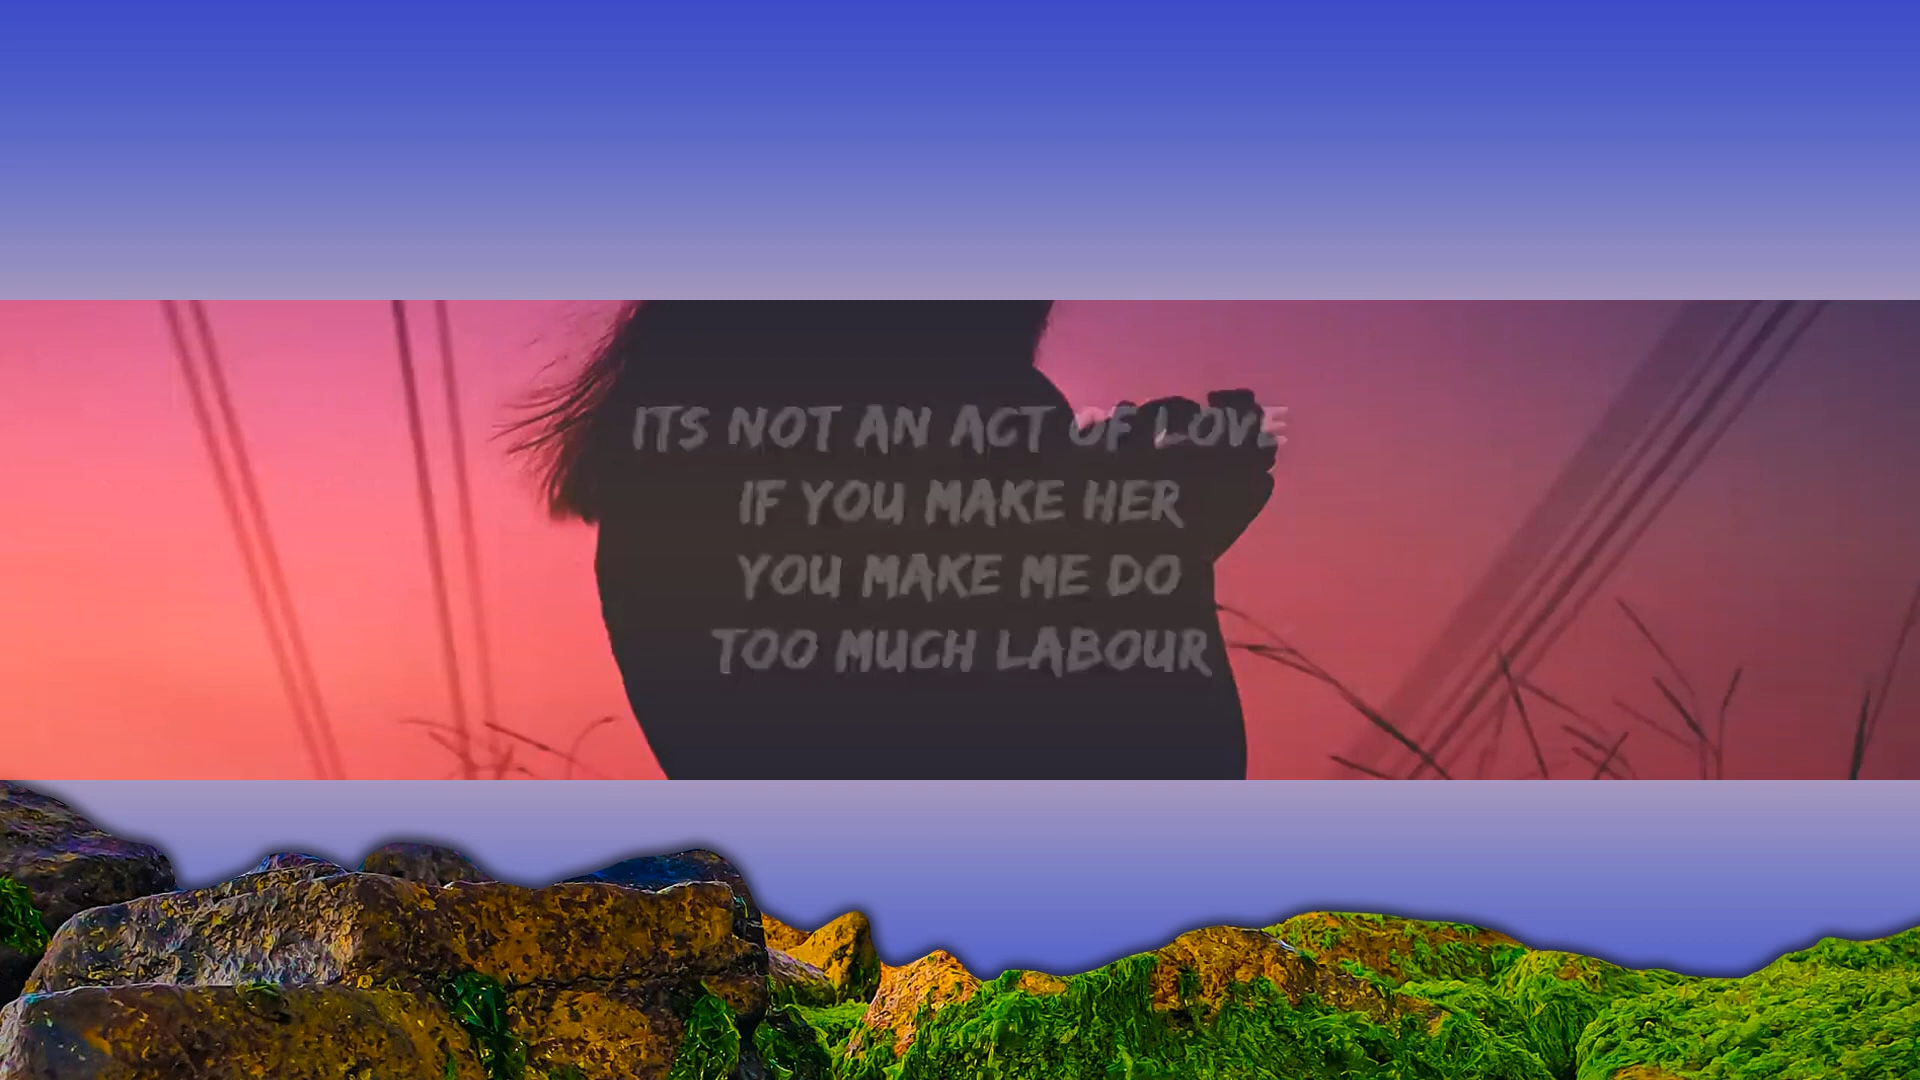 ITS NOT AN ACT OF LOVE
IF YOU MAKE HER
YOU MAKE ME DO
TOO MUCH LABOUR